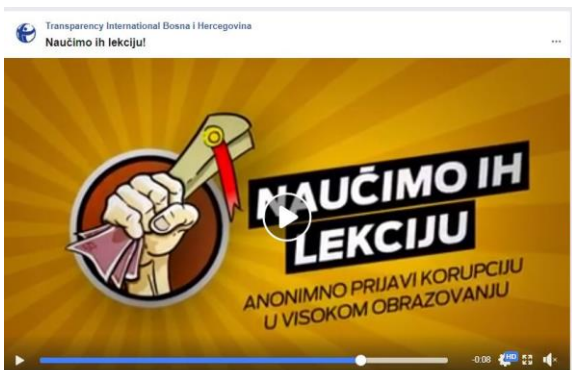 Transparency International Bosna i Hercegovina
Naučimo ih lekciju!
NAUČIMO IH
LEKCIJU
ANONIMNO PRIJAVI KORUPCIJU
U VISOKOM OBRAZOVANJU
-0:08 HD